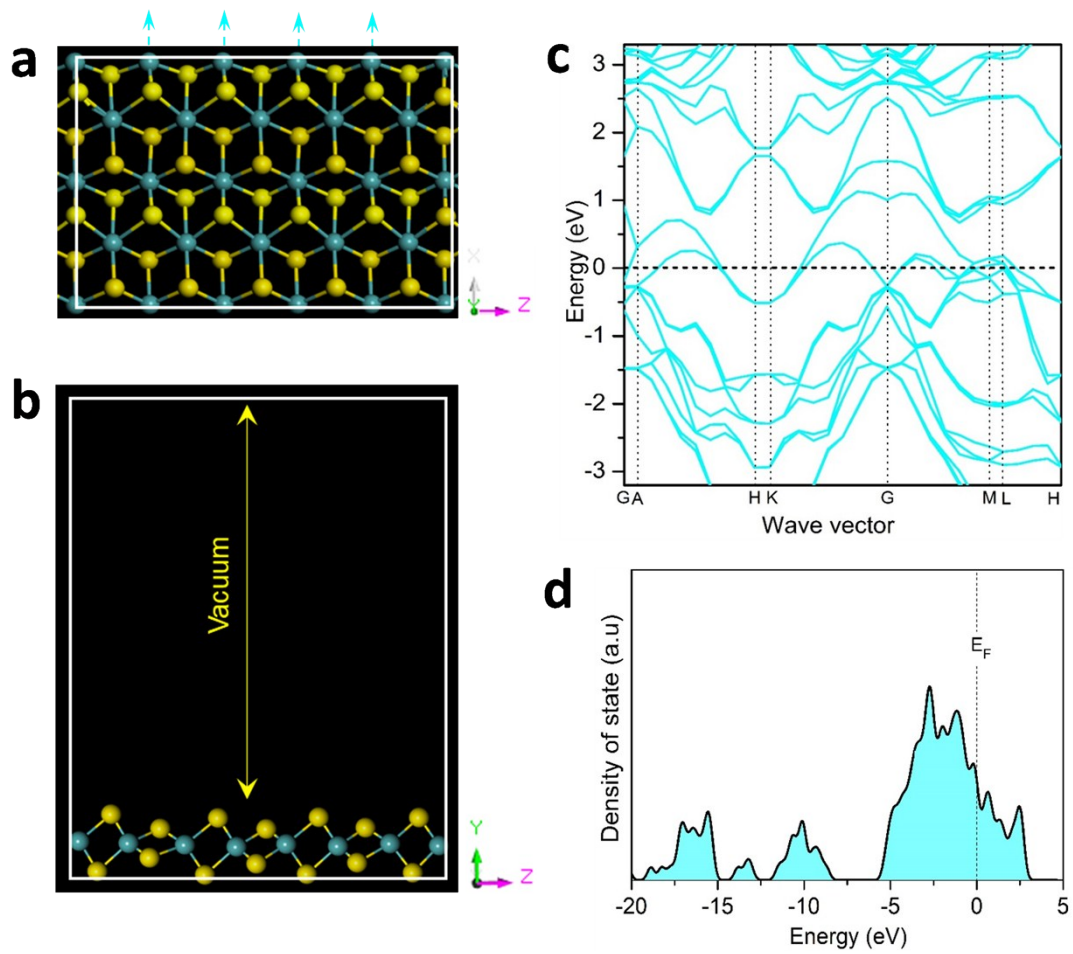 a
X
Y
Z
b
Vacuum
Y
Z
c
3
2
1
0
-1
-2
-3
Energy (eV)
G A H K G M L H
Wave vector
d
E_F
Density of state (a.u)
-20 -15 -10 -5 0 5
Energy (eV)